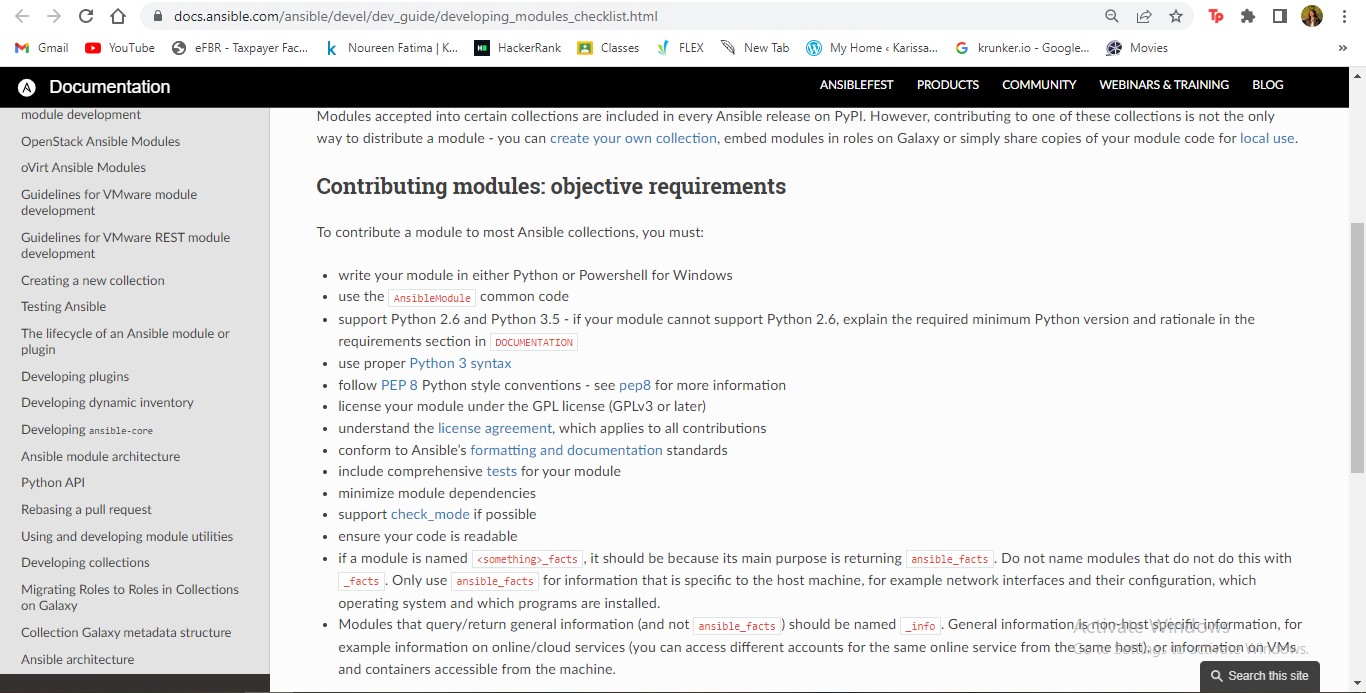 docs.ansible.com/ansible/devel/dev_guide/developing_modules_checklist.html
Tp
Gmail YouTube eFBR - Taxpayer Fac... Noureen Fatima | K... HackerRank Classes FLEX New Tab My Home ‹ Karissa... krunker.io - Google... Movies »
Documentation
ANSIBLEFEST PRODUCTS COMMUNITY WEBINARS & TRAINING BLOG
module development
OpenStack Ansible Modules
oVirt Ansible Modules
Guidelines for VMware module
development
Guidelines for VMware REST module
development
Creating a new collection
Testing Ansible
The lifecycle of an Ansible module or
plugin
Developing plugins
Developing dynamic inventory
Developing ansible-core
Ansible module architecture
Python API
Rebasing a pull request
Using and developing module utilities
Developing collections
Migrating Roles to Roles in Collections
on Galaxy
Collection Galaxy metadata structure
Ansible architecture
Modules accepted into certain collections are included in every Ansible release on PyPI. However, contributing to one of these collections is not the only
way to distribute a module - you can create your own collection, embed modules in roles on Galaxy or simply share copies of your module code for local use.
Contributing modules: objective requirements
To contribute a module to most Ansible collections, you must:
• write your module in either Python or Powershell for Windows
• use the AnsibleModule common code
• support Python 2.6 and Python 3.5 - if your module cannot support Python 2.6, explain the required minimum Python version and rationale in the
requirements section in DOCUMENTATION
• use proper Python 3 syntax
• follow PEP 8 Python style conventions - see pep8 for more information
• license your module under the GPL license (GPLv3 or later)
• understand the license agreement, which applies to all contributions
• conform to Ansible's formatting and documentation standards
• include comprehensive tests for your module
• minimize module dependencies
• support check_mode if possible
• ensure your code is readable
• if a module is named <something>_facts, it should be because its main purpose is returning ansible_facts. Do not name modules that do not do this with
_facts. Only use ansible_facts for information that is specific to the host machine, for example network interfaces and their configuration, which
operating system and which programs are installed.
• Modules that query/return general information (and not ansible_facts) should be named _info. General information is non-host specific information, for
example information on online/cloud services (you can access different accounts for the same online service from the same host), or information on VMs
and containers accessible from the machine.
Activate Windows
Go to Settings to activate Windows.
Search this site